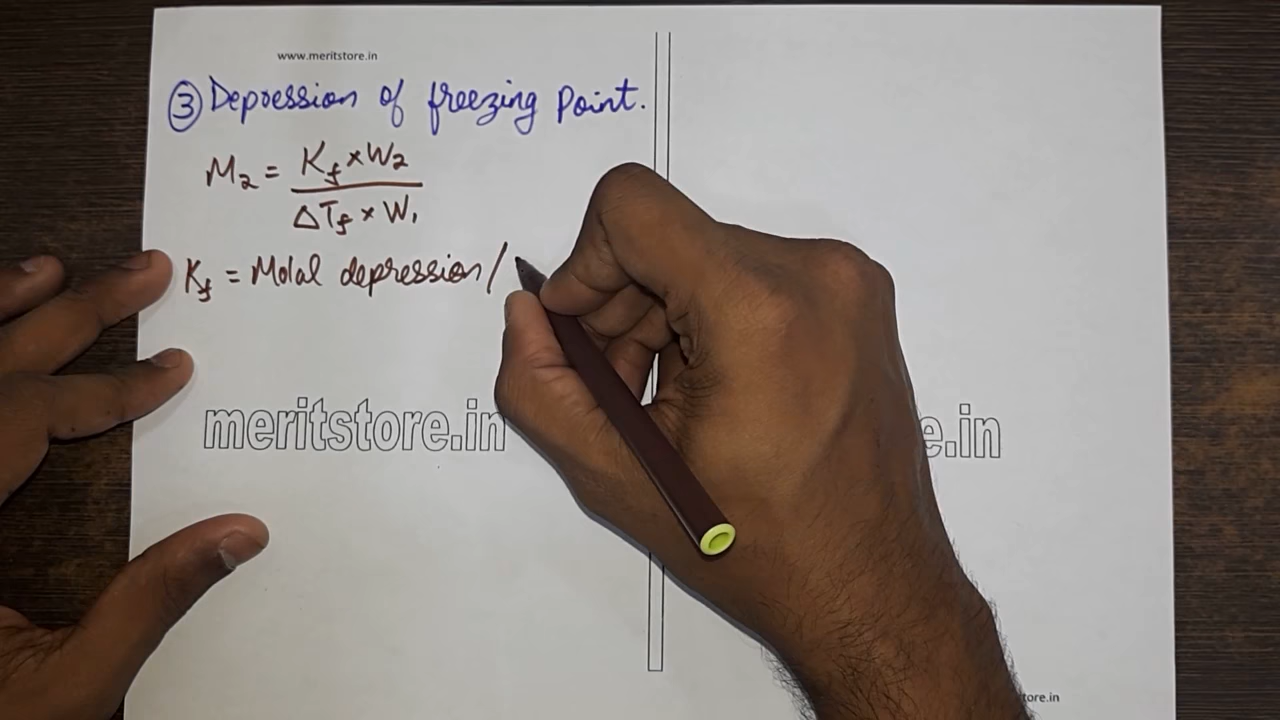 www.meritstore.in
③ Depression of freezing Point.
M₂ = K_f × W₂ / ΔT_f × W₁
K_f = Molal depression /
meritstore.in
e.in
tore.in